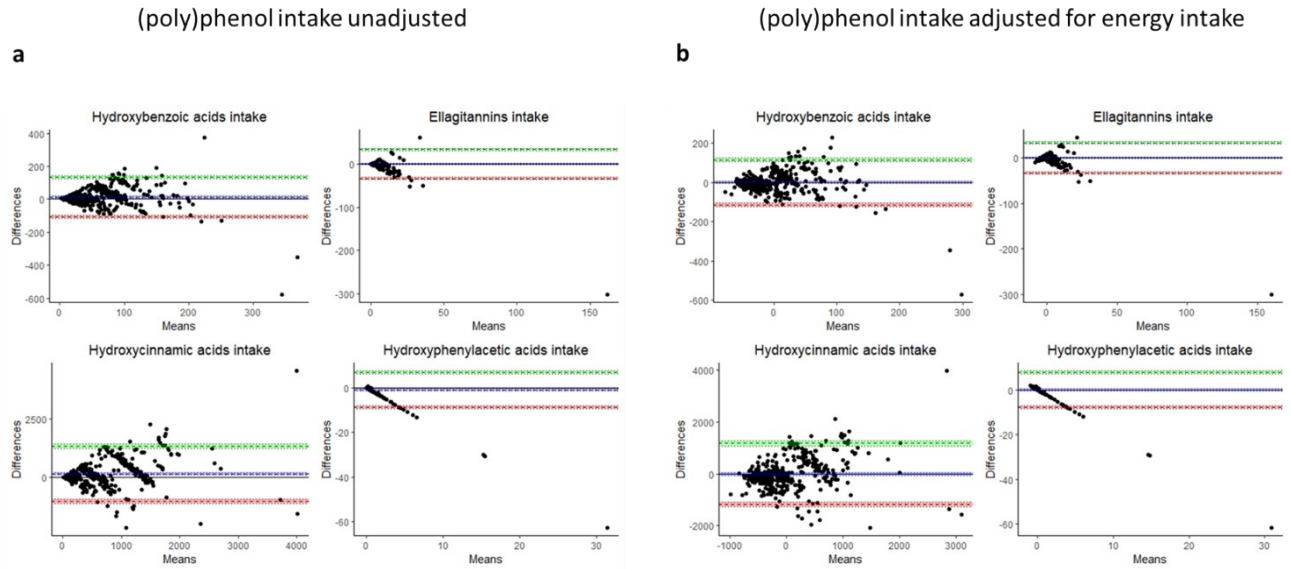 (poly)phenol intake unadjusted
(poly)phenol intake adjusted for energy intake
a
b
Hydroxybenzoic acids intake
Differences
400
200
0
-200
-400
-600
0
100
200
300
Means
Ellagitannins intake
Differences
0
-100
-200
-300
0
50
100
150
Means
Hydroxycinnamic acids intake
Differences
2500
0
0
1000
2000
3000
4000
Means
Hydroxyphenylacetic acids intake
Differences
0
-20
-40
-60
0
10
20
30
Means
Hydroxybenzoic acids intake
Differences
200
0
-200
-400
-600
0
100
200
300
Means
Ellagitannins intake
Differences
0
-100
-200
-300
0
50
100
150
Means
Hydroxycinnamic acids intake
Differences
4000
2000
0
-2000
-1000
0
1000
2000
3000
Means
Hydroxyphenylacetic acids intake
Differences
0
-20
-40
-60
0
10
20
30
Means